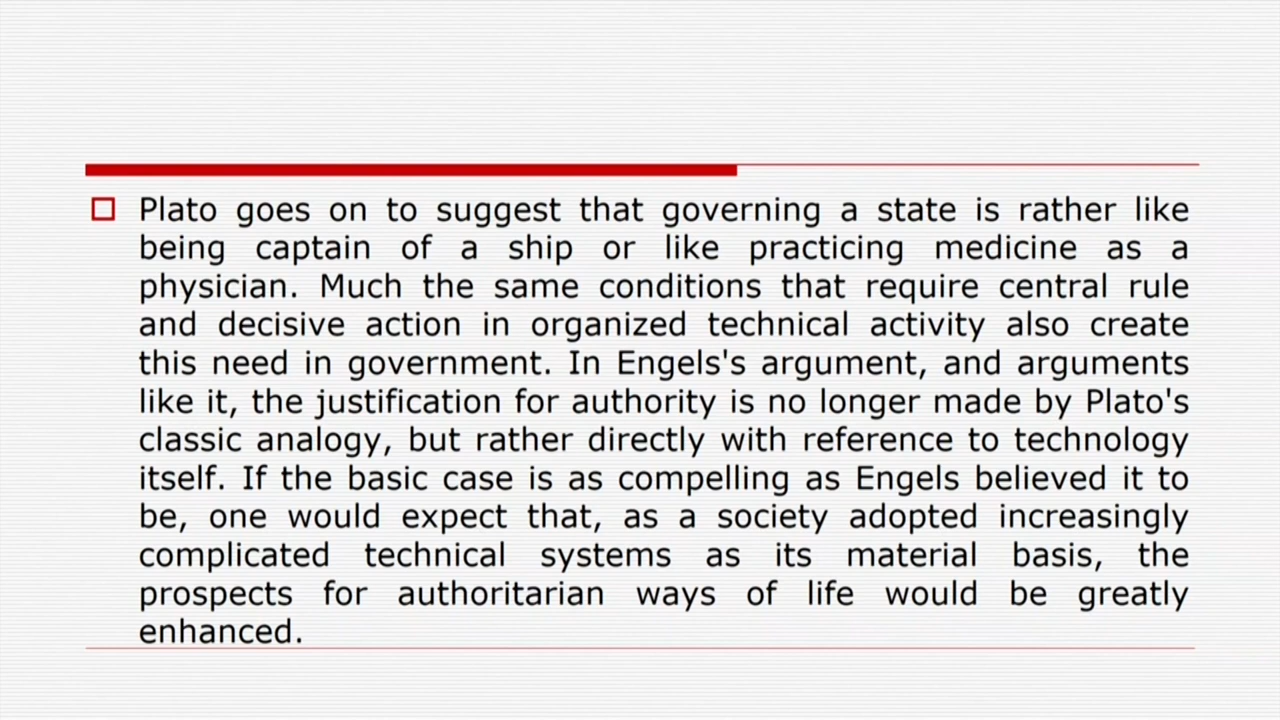 Plato goes on to suggest that governing a state is rather like
being captain of a ship or like practicing medicine as a
physician. Much the same conditions that require central rule
and decisive action in organized technical activity also create
this need in government. In Engels's argument, and arguments
like it, the justification for authority is no longer made by Plato's
classic analogy, but rather directly with reference to technology
itself. If the basic case is as compelling as Engels believed it to
be, one would expect that, as a society adopted increasingly
complicated technical systems as its material basis, the
prospects for authoritarian ways of life would be greatly
enhanced.